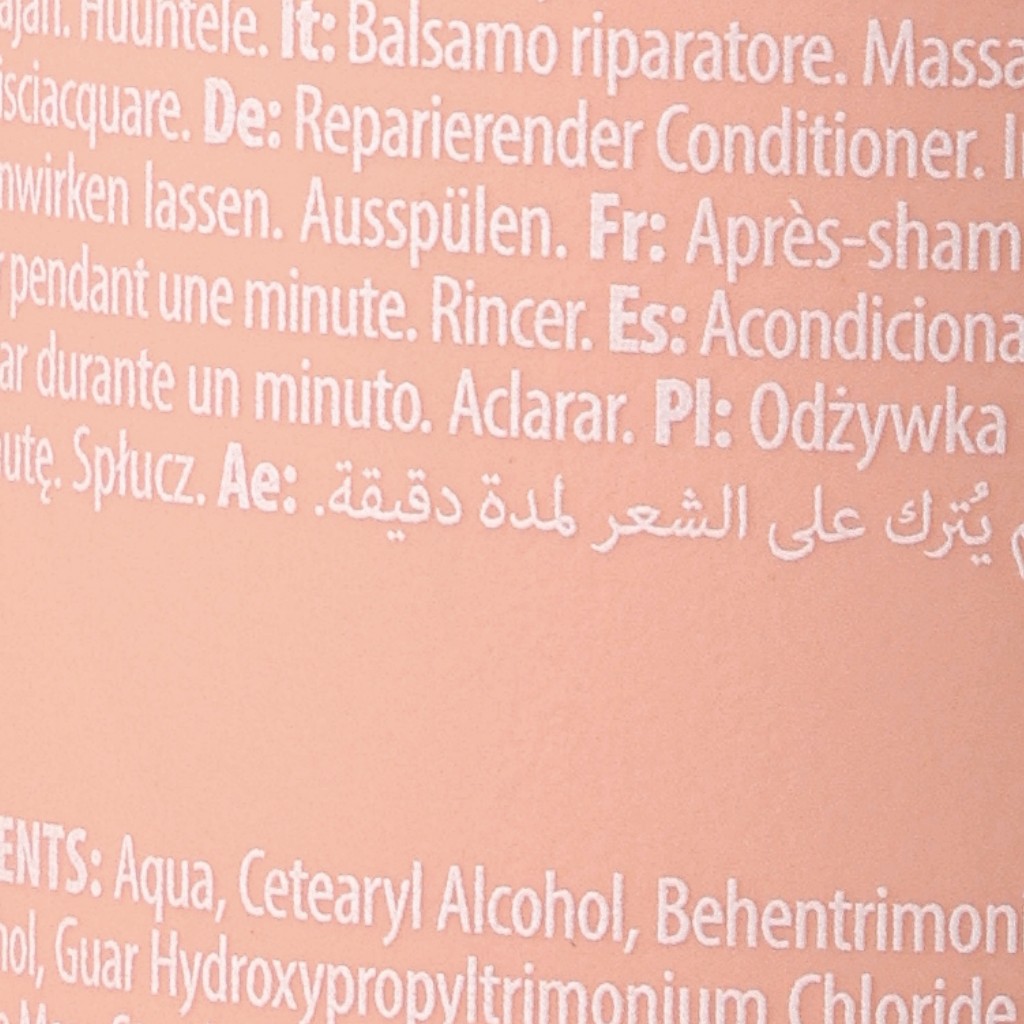 Huuhtele. It: Balsamo riparatore. Massa
isciacquare. De: Reparierender Conditioner. I
nwirken lassen. Ausspülen. Fr: Après-sham
pendant une minute. Rincer. Es: Acondiciona
ar durante un minuto. Aclarar. Pl: Odżywka
utę. Spłucz. Ae: يُترك على الشعر لمدة دقيقة.
ENTS: Aqua, Cetearyl Alcohol, Behentrimon
hol, Guar Hydroxypropyltrimonium Chloride